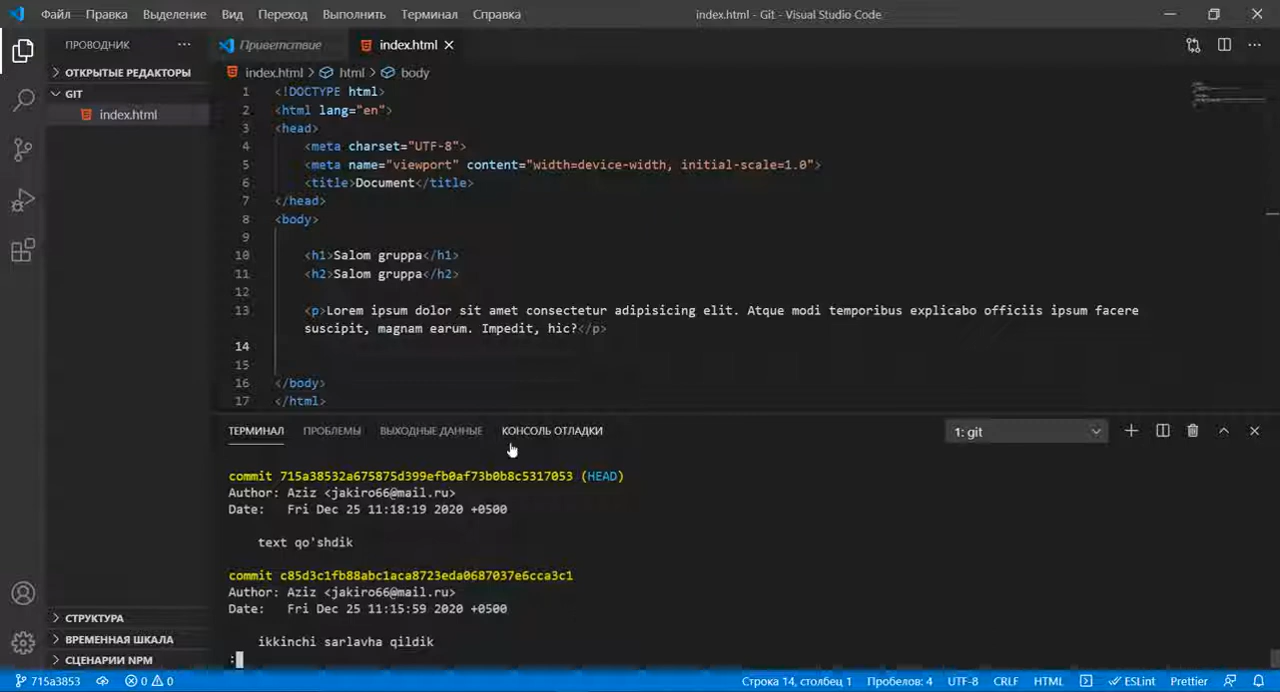 Файл Правка Выделение Вид Переход Выполнить Терминал Справка index.html - Git - Visual Studio Code
ПРОВОДНИК
Приветствие index.html
ОТКРЫТЫЕ РЕДАКТОРЫ
index.html > html > body
GIT
index.html
1 <!DOCTYPE html>
2 <html lang="en">
3 <head>
4 <meta charset="UTF-8">
5 <meta name="viewport" content="width=device-width, initial-scale=1.0">
6 <title>Document</title>
7 </head>
8 <body>
9
10 <h1>Salom gruppa</h1>
11 <h2>Salom gruppa</h2>
12
13 <p>Lorem ipsum dolor sit amet consectetur adipisicing elit. Atque modi temporibus explicabo officiis ipsum facere
suscipit, magnam earum. Impedit, hic?</p>
14
15
16 </body>
17 </html>
ТЕРМИНАЛ ПРОБЛЕМЫ ВЫХОДНЫЕ ДАННЫЕ КОНСОЛЬ ОТЛАДКИ 1: git
commit 715a38532a675875d399efb0af73b0b8c5317053 (HEAD)
Author: Aziz <jakiro66@mail.ru>
Date: Fri Dec 25 11:18:19 2020 +0500
text qo'shdik
commit c85d3c1fb88abc1aca8723eda0687037e6cca3c1
Author: Aziz <jakiro66@mail.ru>
Date: Fri Dec 25 11:15:59 2020 +0500
ikkinchi sarlavha qildik
:
СТРУКТУРА
ВРЕМЕННАЯ ШКАЛА
СЦЕНАРИИ NPM
715a3853 0 0 Строка 14, столбец 1 Пробелов: 4 UTF-8 CRLF HTML ESLint Prettier